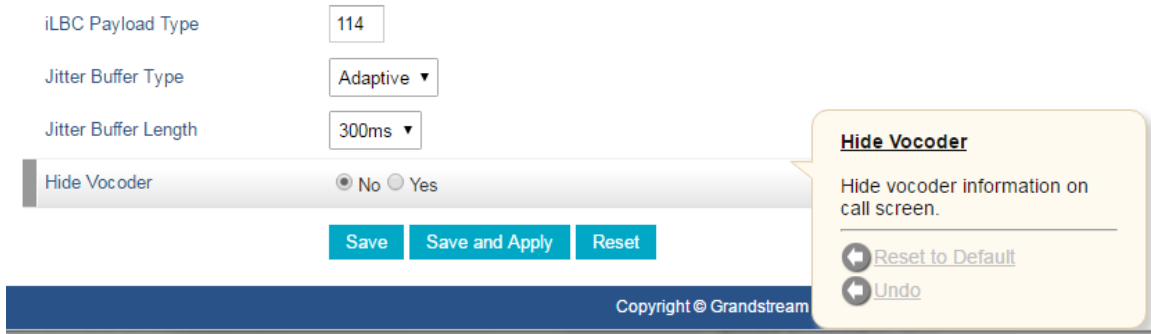 iLBC Payload Type 114
Jitter Buffer Type Adaptive
Jitter Buffer Length 300ms
Hide Vocoder No Yes
Save Save and Apply Reset
Copyright © Grandstream
Hide Vocoder
Hide vocoder information on
call screen.
Reset to Default
Undo